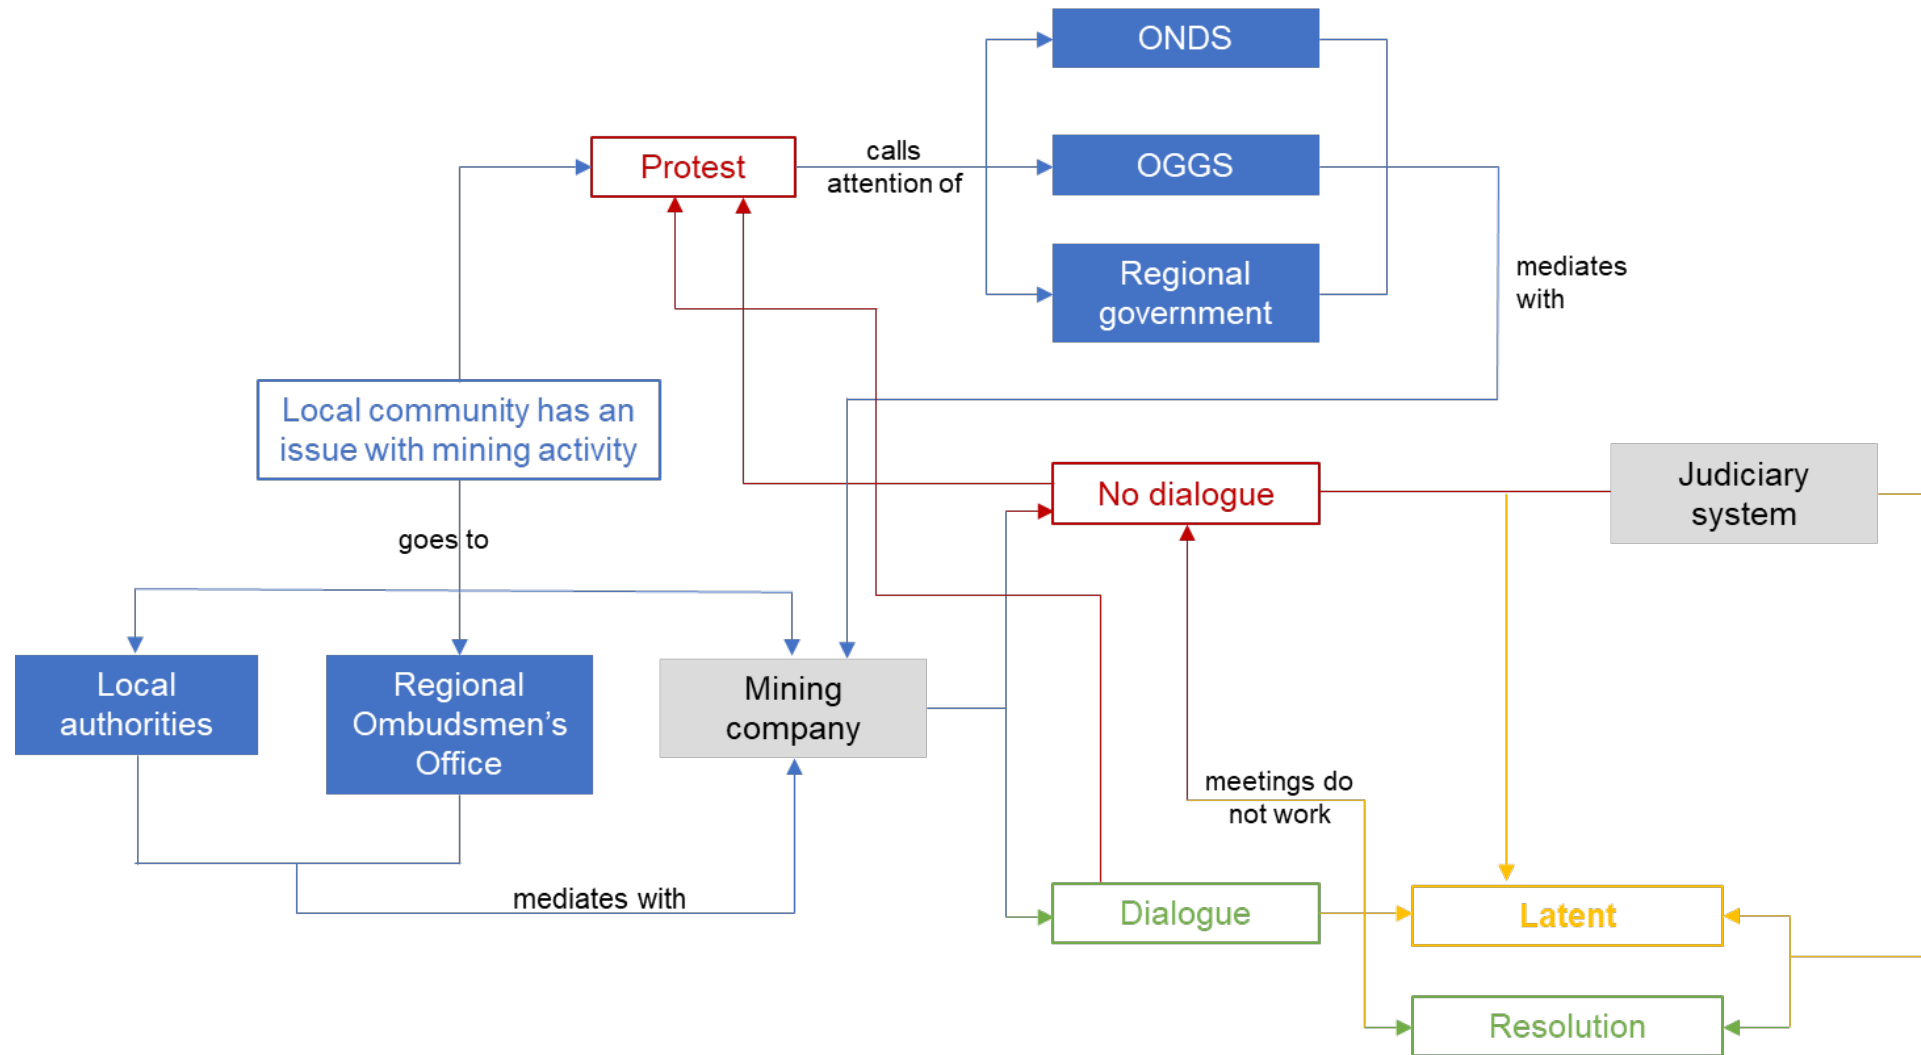 ONDS
Protest
calls
attention of
OGGS
Regional
government
mediates
with
Local community has an
issue with mining activity
No dialogue
Judiciary
system
goes to
Local
authorities
Regional
Ombudsmen’s
Office
Mining
company
meetings do
not work
mediates with
Dialogue
Latent
Resolution